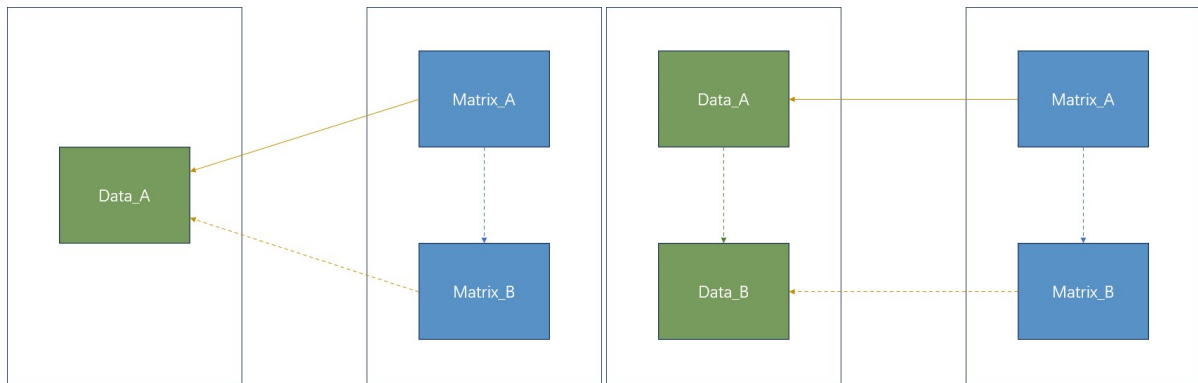 Matrix_A
Data_A
Matrix_B
Data_A
Matrix_A
Data_B
Matrix_B